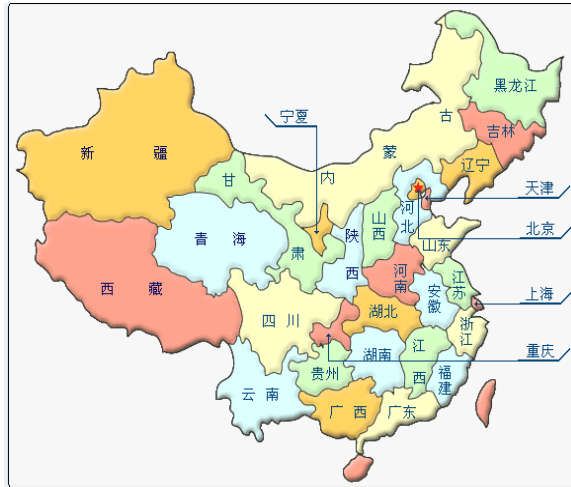 黑龙江
吉林
辽宁
内蒙古
宁夏
新疆
甘肃
天津
北京
河北
山西
陕西
青海
山东
西藏
河南
江苏
安徽
上海
四川
湖北
浙江
重庆
湖南
江西
贵州
福建
云南
广西
广东